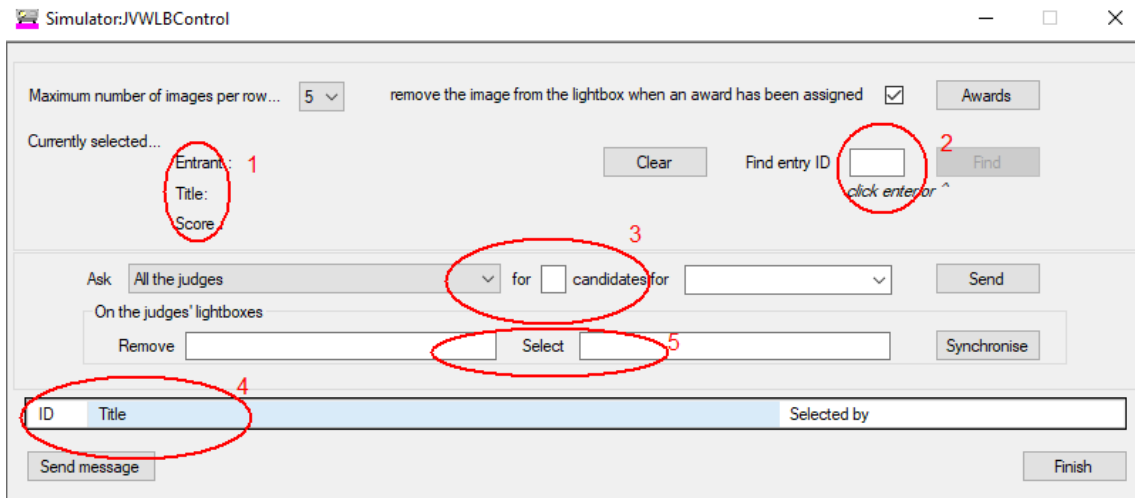 Simulator:JVWLBControl
Maximum number of images per row... 5 remove the image from the lightbox when an award has been assigned Awards
Currently selected...
Entrant : 1 Clear Find entry ID 2 Find
Title: click enter or ^
Score :
3
Ask All the judges for candidates for Send
On the judges' lightboxes
Remove Select 5 Synchronise
4
ID Title Selected by
Send message Finish